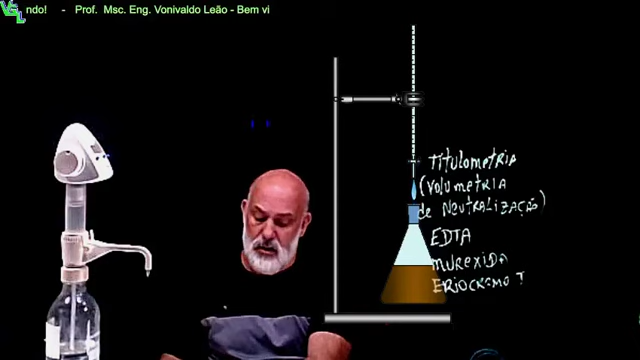 ndo! - Prof. Msc. Eng. Vonivaldo Leão - Bem vi
Titulometria
(Volumetria
de Neutralização)
EDTA
murexida
Eriocromo T